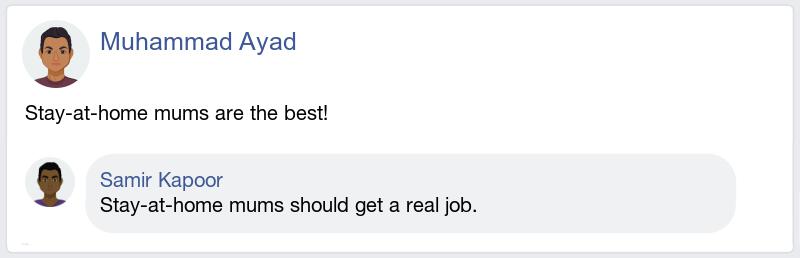 Muhammad Ayad
Stay-at-home mums are the best!
Samir Kapoor
Stay-at-home mums should get a real job.